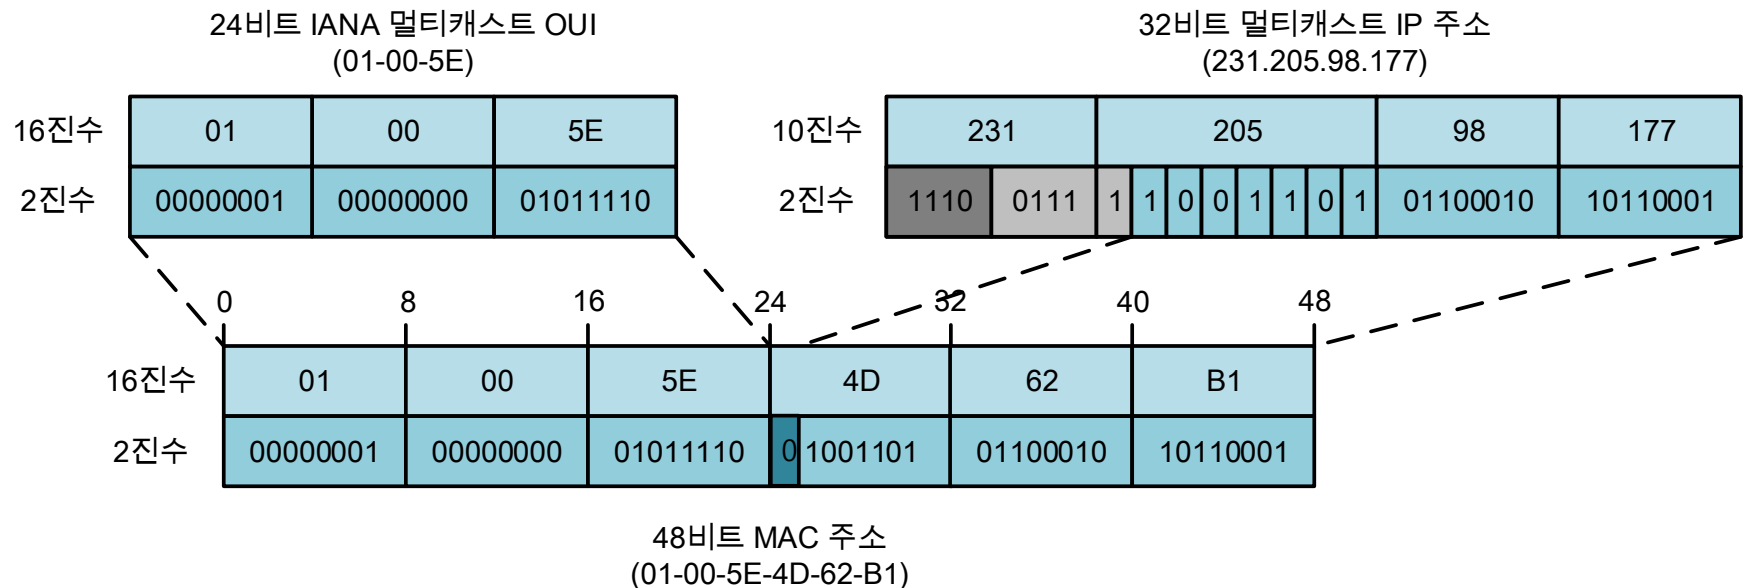 24비트 IANA 멀티캐스트 OUI
(01-00-5E)
32비트 멀티캐스트 IP 주소
(231.205.98.177)
16진수 01 00 5E
10진수 231 205 98 177
2진수 00000001 00000000 01011110
2진수 1110 0111 1 1 0 0 1 1 0 1 01100010 10110001
0 8 16 24 32 40 48
16진수 01 00 5E 4D 62 B1
2진수 00000001 00000000 01011110 0 1001101 01100010 10110001
48비트 MAC 주소
(01-00-5E-4D-62-B1)